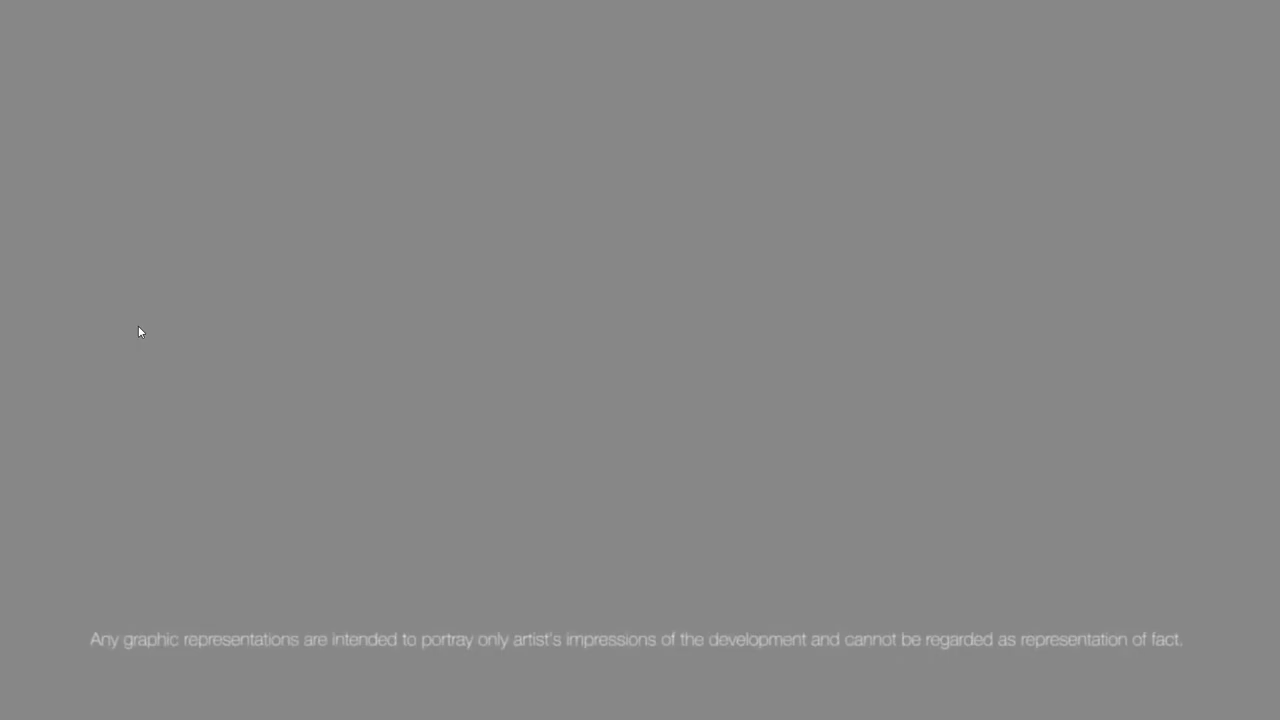 Any graphic representations are intended to portray only artist's impressions of the development and cannot be regarded as representation of fact.